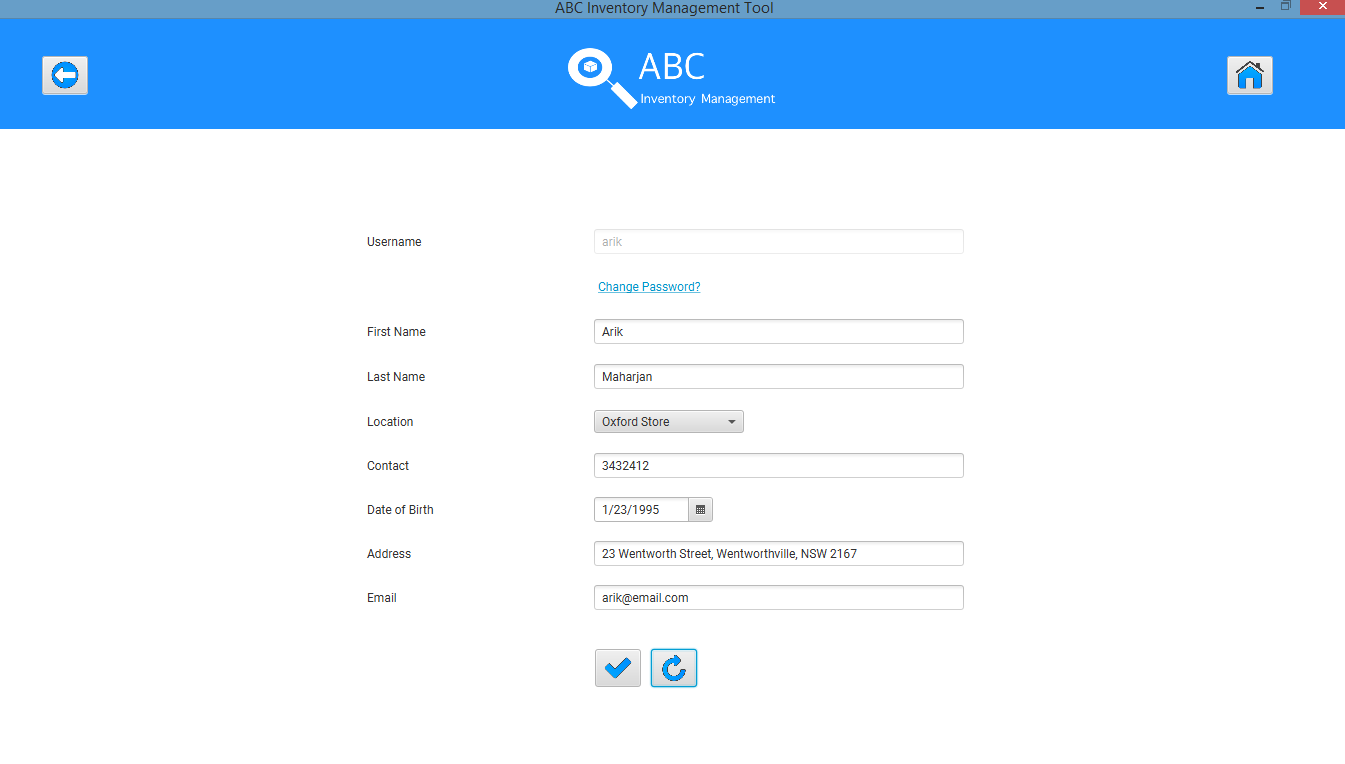 ABC Inventory Management Tool
ABC
Inventory Management
Username arik
Change Password?
First Name Arik
Last Name Maharjan
Location Oxford Store
Contact 3432412
Date of Birth 1/23/1995
Address 23 Wentworth Street, Wentworthville, NSW 2167
Email arik@email.com